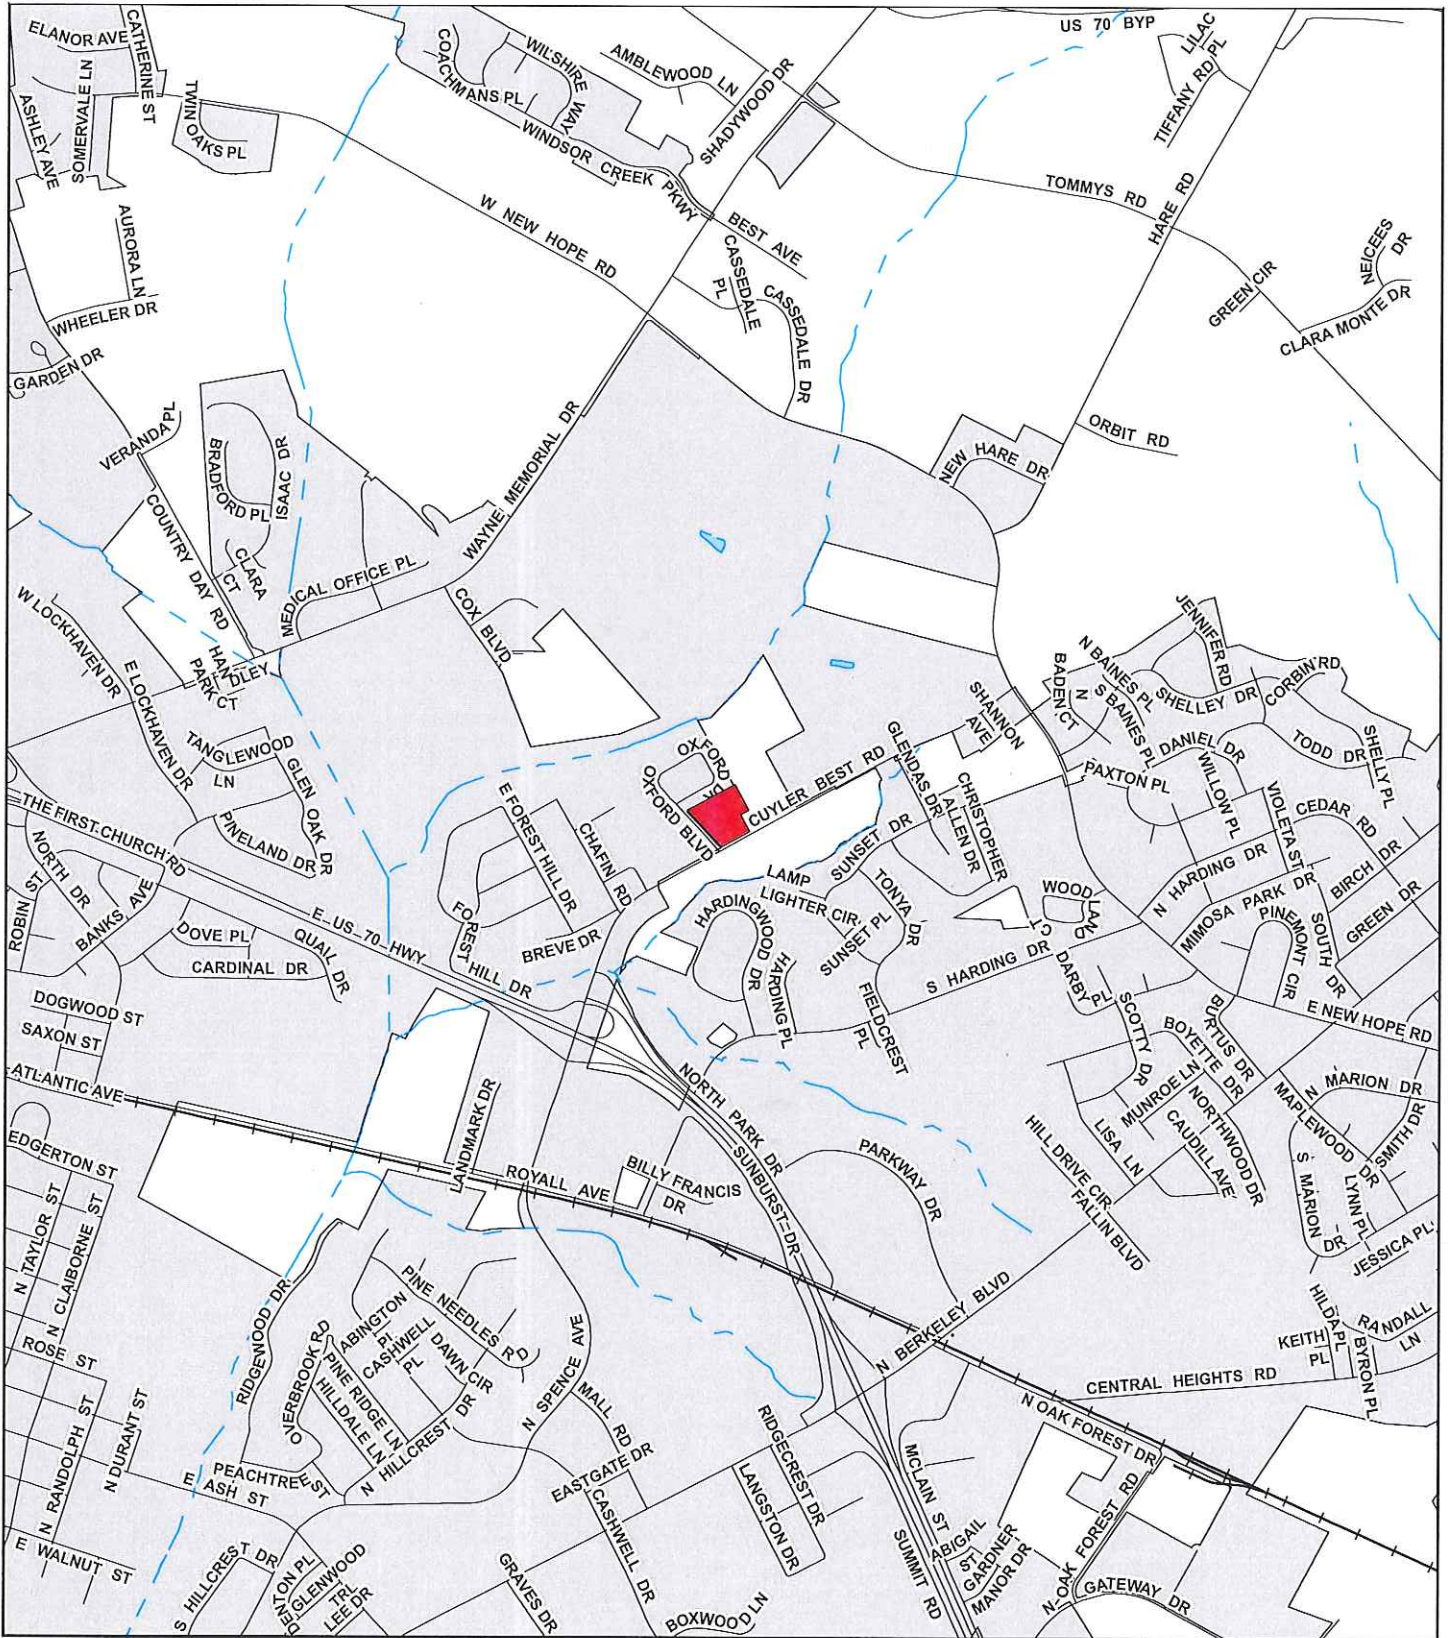 US 70 BYP
ELANOR AVE
CATHERINE ST
SOMERVALE LN
ASHLEY AVE
TWIN OAKS PL
COACHMANS PL
WILSHIRE WAY
AMBLEWOOD LN
SHADYWOOD DR
WINDSOR CREEK PKWY
LILAC PL
TIFFANY RD
TOMMYS RD
HARE RD
AURORA LN
WHEELER DR
GARDEN DR
W NEW HOPE RD
BEST AVE
CASSEDALE PL
CASSEDALE DR
GREEN CIR
NEICEES DR
CLARA MONTE DR
VERANDA PL
BRADFORD PL
ISAAC DR
COUNTRY DAY RD
CLARA CT
MEDICAL OFFICE PL
WAYNE MEMORIAL DR
COX BLVD
ORBIT RD
NEW HARE DR
W LOCKHAVEN DR
E LOCKHAVEN DR
HANDLEY
PARK CT
TANGLEWOOD LN
GLEN OAK DR
PINELAND DR
OXFORD
OXFORD BLVD
CUYLER BEST RD
GLENDAS DR
SHANNON AVE
BADEN CT
N BAINES PL
S BAINES PL
JENNIFER RD
SHELLEY DR
CORBIN RD
TODD DR
SHELLY PL
DANIEL DR
WILLOW PL
PAXTON PL
VIOLETA ST
CEDAR RD
BIRCH DR
GREEN DR
N HARDING DR
MIMOSA PARK DR
PINEMONT CIR
SOUTH DR
E NEW HOPE RD
THE FIRST CHURCH RD
NORTH DR
ROBIN ST
BANKS AVE
DOVE PL
CARDINAL DR
QUAIL DR
E US 70 HWY
E FOREST HILL DR
CHAFIN RD
FOREST HILL DR
BREVE DR
LAMP LIGHTER CIR
SUNSET DR
SUNSET PL
TONYA DR
CHRISTOPHER
ALLEN DR
WOODLAND CT
HARDINGWOOD DR
HARDING PL
FIELDCREST PL
S HARDING DR
DARBY PL
SCOTTY DR
BURTUS DR
BOYETTE DR
MUNROE LN
NORTHWOOD DR
CAUDILL AVE
LISA LN
N MARION DR
MAPLEWOOD DR
SMITH DR
S MARION DR
LYNN PL
JESSICA PL
DOGWOOD ST
SAXON ST
ATLANTIC AVE
EDGERTON ST
N TAYLOR ST
N CLAIBORNE ST
ROSE ST
N RANDOLPH ST
N DURANT ST
E WALNUT ST
E ASH ST
LANDMARK DR
ROYALL AVE
BILLY FRANCIS DR
NORTH PARK DR
SUNBURST DR
PARKWAY DR
HILL DRIVE CIR
FALLIN BLVD
N BERKELEY BLVD
RIDGEWOOD DR
OVERBROOK RD
ABINGTON PL
CASHWELL PL
PINE NEEDLES RD
DAWN CIR
PINE RIDGE LN
HILLDALE LN
N HILLCREST DR
PEACHTREE ST
N SPENCE AVE
MALL RD
EASTGATE DR
CASHWELL DR
RIDGECREST DR
LANGSTON DR
MCLAIN ST
SUMMIT RD
ABIGAIL ST
GARDNER
MANOR DR
N OAK FOREST DR
N OAK FOREST RD
GATEWAY DR
CENTRAL HEIGHTS RD
KEITH PL
HILDA PL
BYRON PL
RANDALL LN
S HILLCREST DR
DENTON PL
GLENWOOD TRL
LEE DR
GRAVES DR
BOXWOOD LN